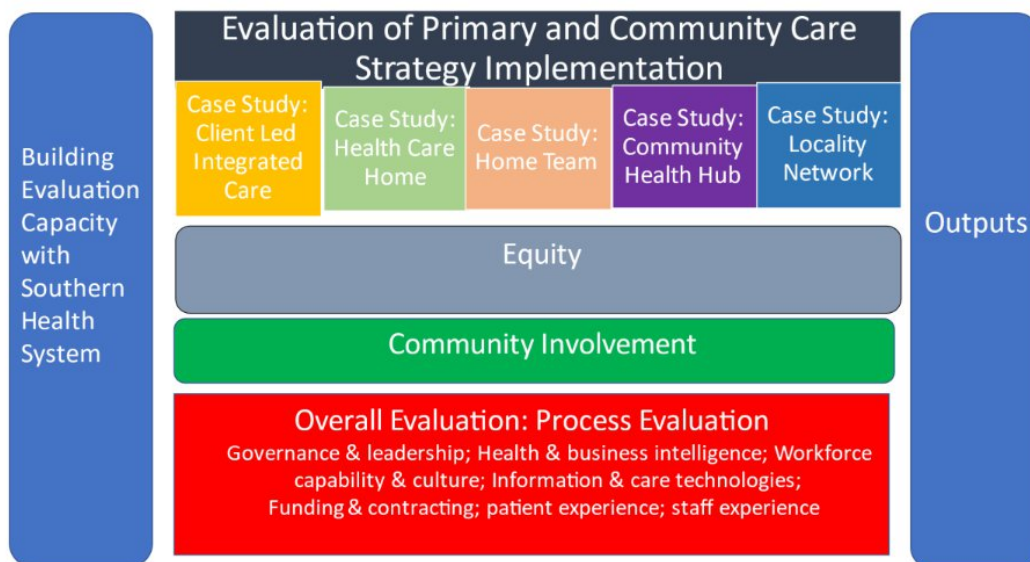 Building
Evaluation
Capacity
with
Southern
Health
System
Evaluation of Primary and Community Care
Strategy Implementation
Case Study:
Client Led
Integrated
Care
Case Study:
Health Care
Home
Case Study:
Home Team
Case Study:
Community
Health Hub
Case Study:
Locality
Network
Equity
Community Involvement
Overall Evaluation: Process Evaluation
Governance & leadership; Health & business intelligence; Workforce
capability & culture; Information & care technologies;
Funding & contracting; patient experience; staff experience
Outputs